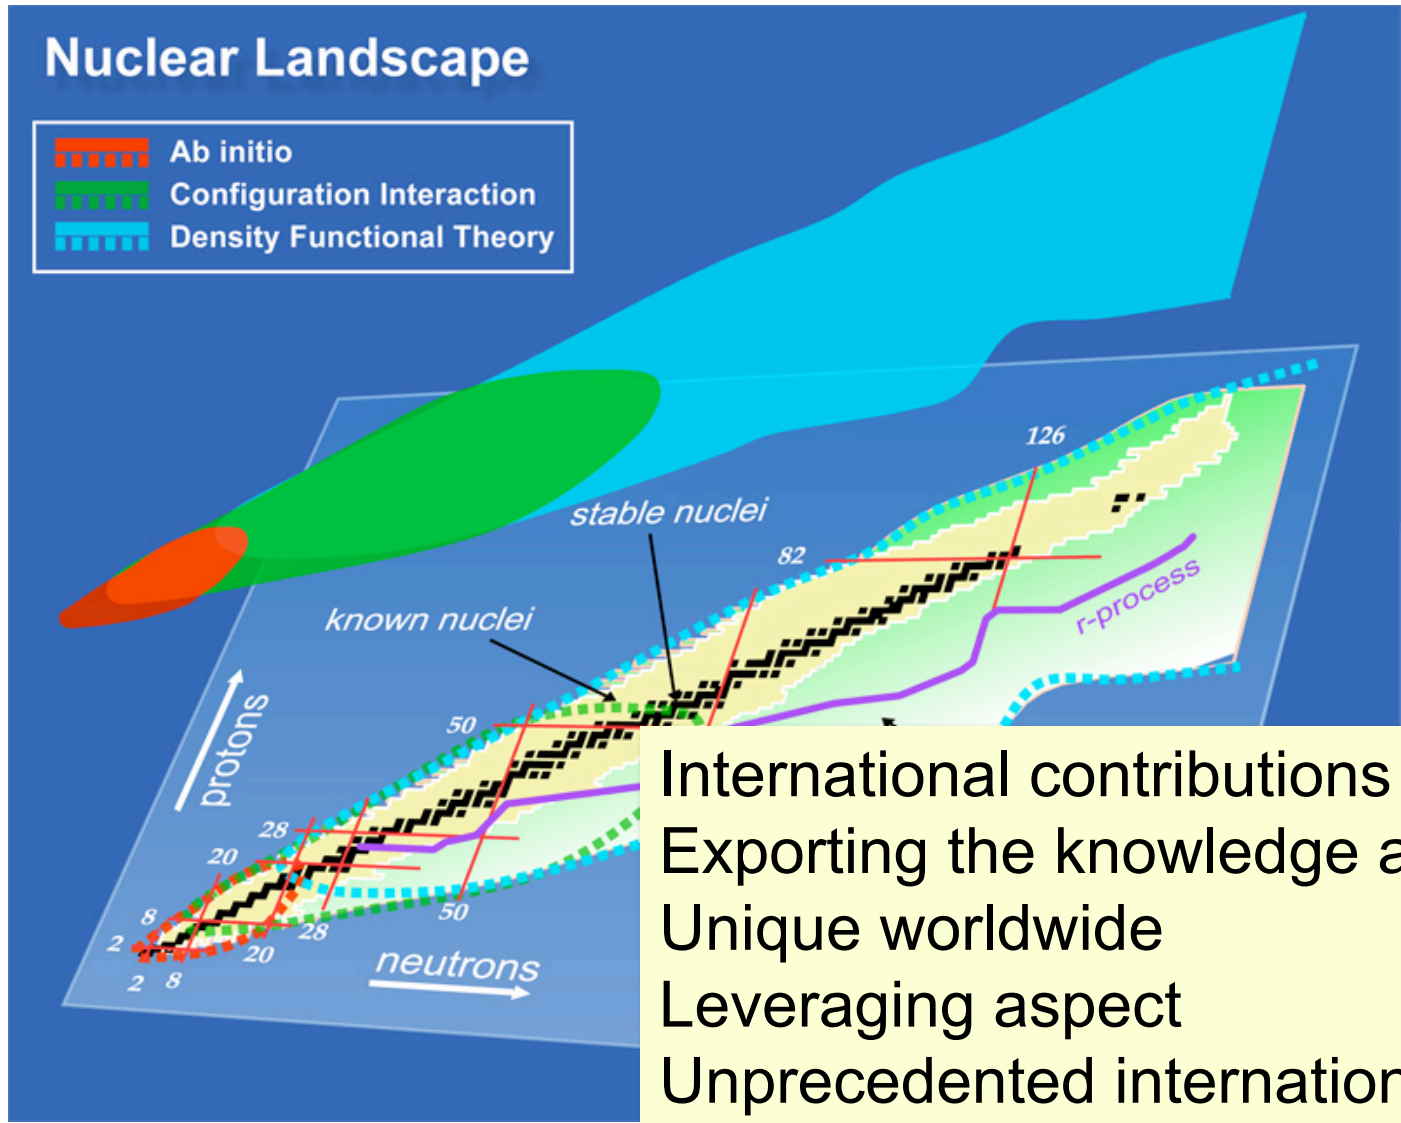 Nuclear Landscape
Ab initio
Configuration Interaction
Density Functional Theory
126
stable nuclei
82
known nuclei
r-process
protons
50
28
20
8
2
2
8
20
28
50
neutrons
International contributions
Exporting the knowledge
Unique worldwide
Leveraging aspect
Unprecedented